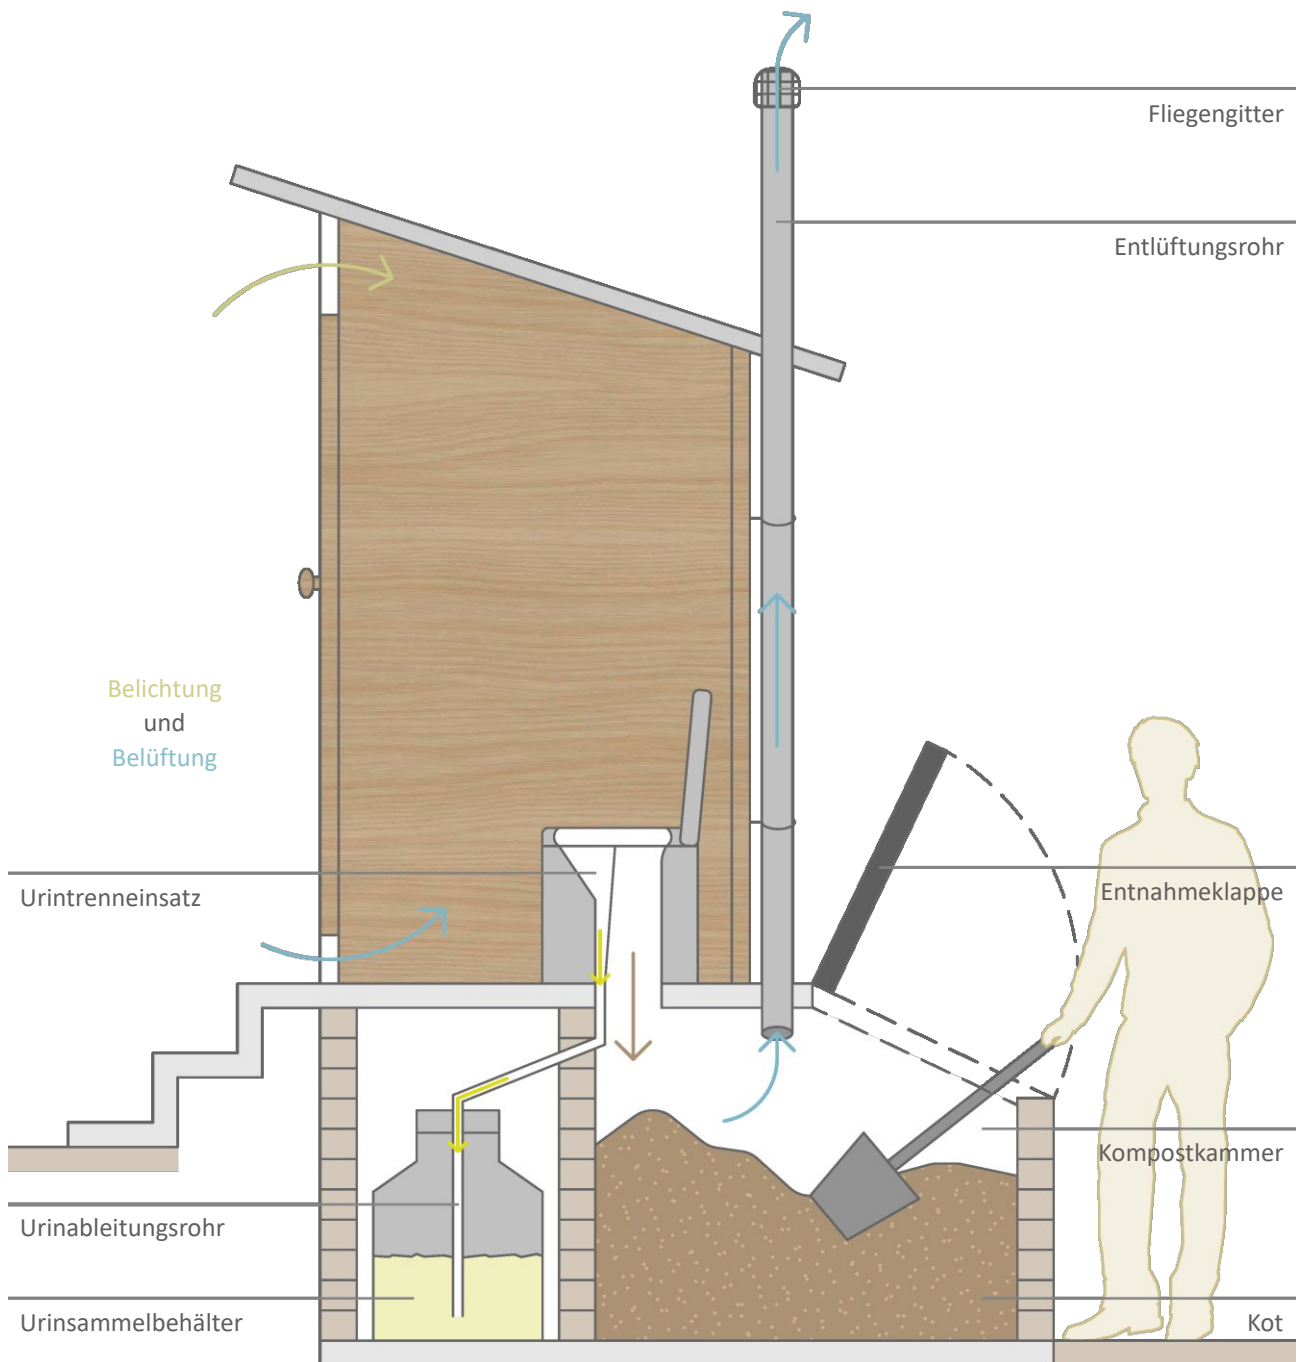 Fliegengitter
Entlüftungsrohr
Belichtung
und
Belüftung
Urintrenneinsatz
Entnahmeklappe
Kompostkammer
Urinableitungsrohr
Urinsammelbehälter
Kot